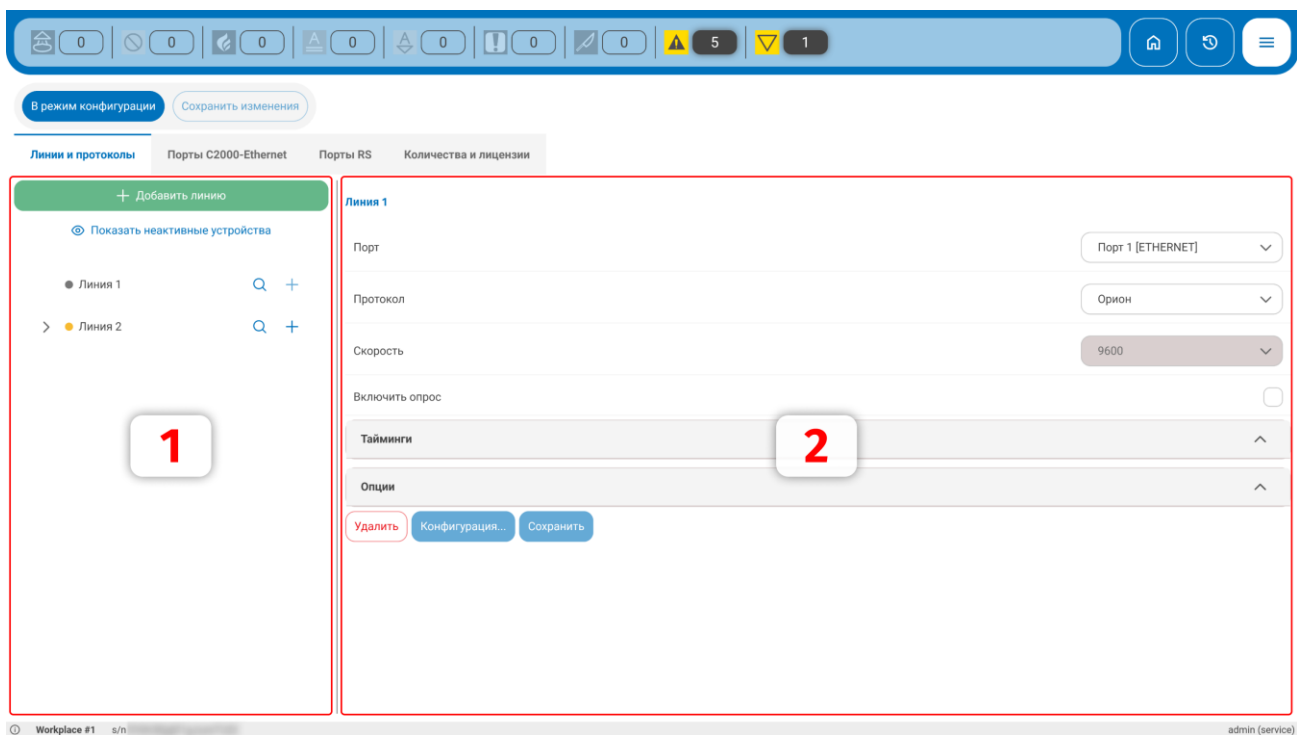 0 0 0 0 0 0 0 5 1
В режим конфигурации Сохранить изменения
Линии и протоколы Порты С2000-Ethernet Порты RS Количества и лицензии
Добавить линию
Показать неактивные устройства
Линия 1
Линия 2
1
Линия 1
Порт Порт 1 [ETHERNET]
Протокол Орион
Скорость 9600
Включить опрос
Тайминги
2
Опции
Удалить Конфигурация... Сохранить
Workplace #1 s/n
admin (service)